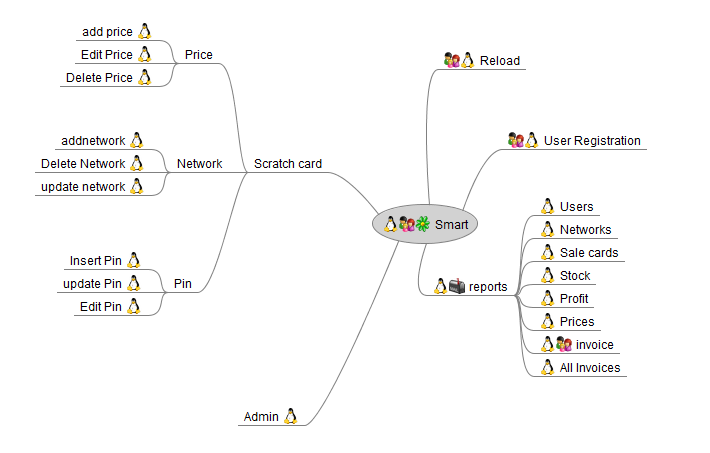 add price
Edit Price
Delete Price
Price
addnetwork
Delete Network
update network
Network
Insert Pin
update Pin
Edit Pin
Pin
Scratch card
Admin
Smart
Reload
User Registration
reports
Users
Networks
Sale cards
Stock
Profit
Prices
invoice
All Invoices